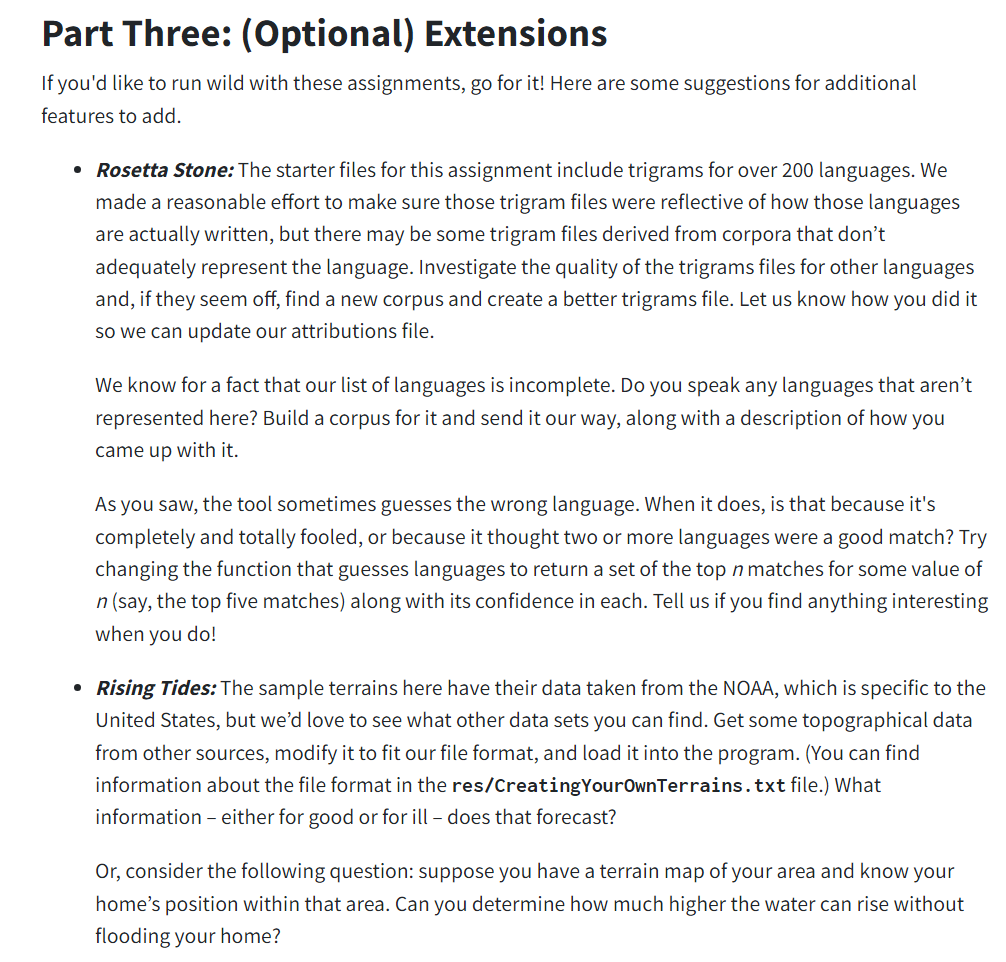 Part Three: (Optional) Extensions
If you'd like to run wild with these assignments, go for it! Here are some suggestions for additional
features to add.
• Rosetta Stone: The starter files for this assignment include trigrams for over 200 languages. We
made a reasonable effort to make sure those trigram files were reflective of how those languages
are actually written, but there may be some trigram files derived from corpora that don’t
adequately represent the language. Investigate the quality of the trigrams files for other languages
and, if they seem off, find a new corpus and create a better trigrams file. Let us know how you did it
so we can update our attributions file.
We know for a fact that our list of languages is incomplete. Do you speak any languages that aren’t
represented here? Build a corpus for it and send it our way, along with a description of how you
came up with it.
As you saw, the tool sometimes guesses the wrong language. When it does, is that because it's
completely and totally fooled, or because it thought two or more languages were a good match? Try
changing the function that guesses languages to return a set of the top n matches for some value of
n (say, the top five matches) along with its confidence in each. Tell us if you find anything interesting
when you do!
• Rising Tides: The sample terrains here have their data taken from the NOAA, which is specific to the
United States, but we’d love to see what other data sets you can find. Get some topographical data
from other sources, modify it to fit our file format, and load it into the program. (You can find
information about the file format in the res/CreatingYourOwnTerrains.txt file.) What
information – either for good or for ill – does that forecast?
Or, consider the following question: suppose you have a terrain map of your area and know your
home’s position within that area. Can you determine how much higher the water can rise without
flooding your home?